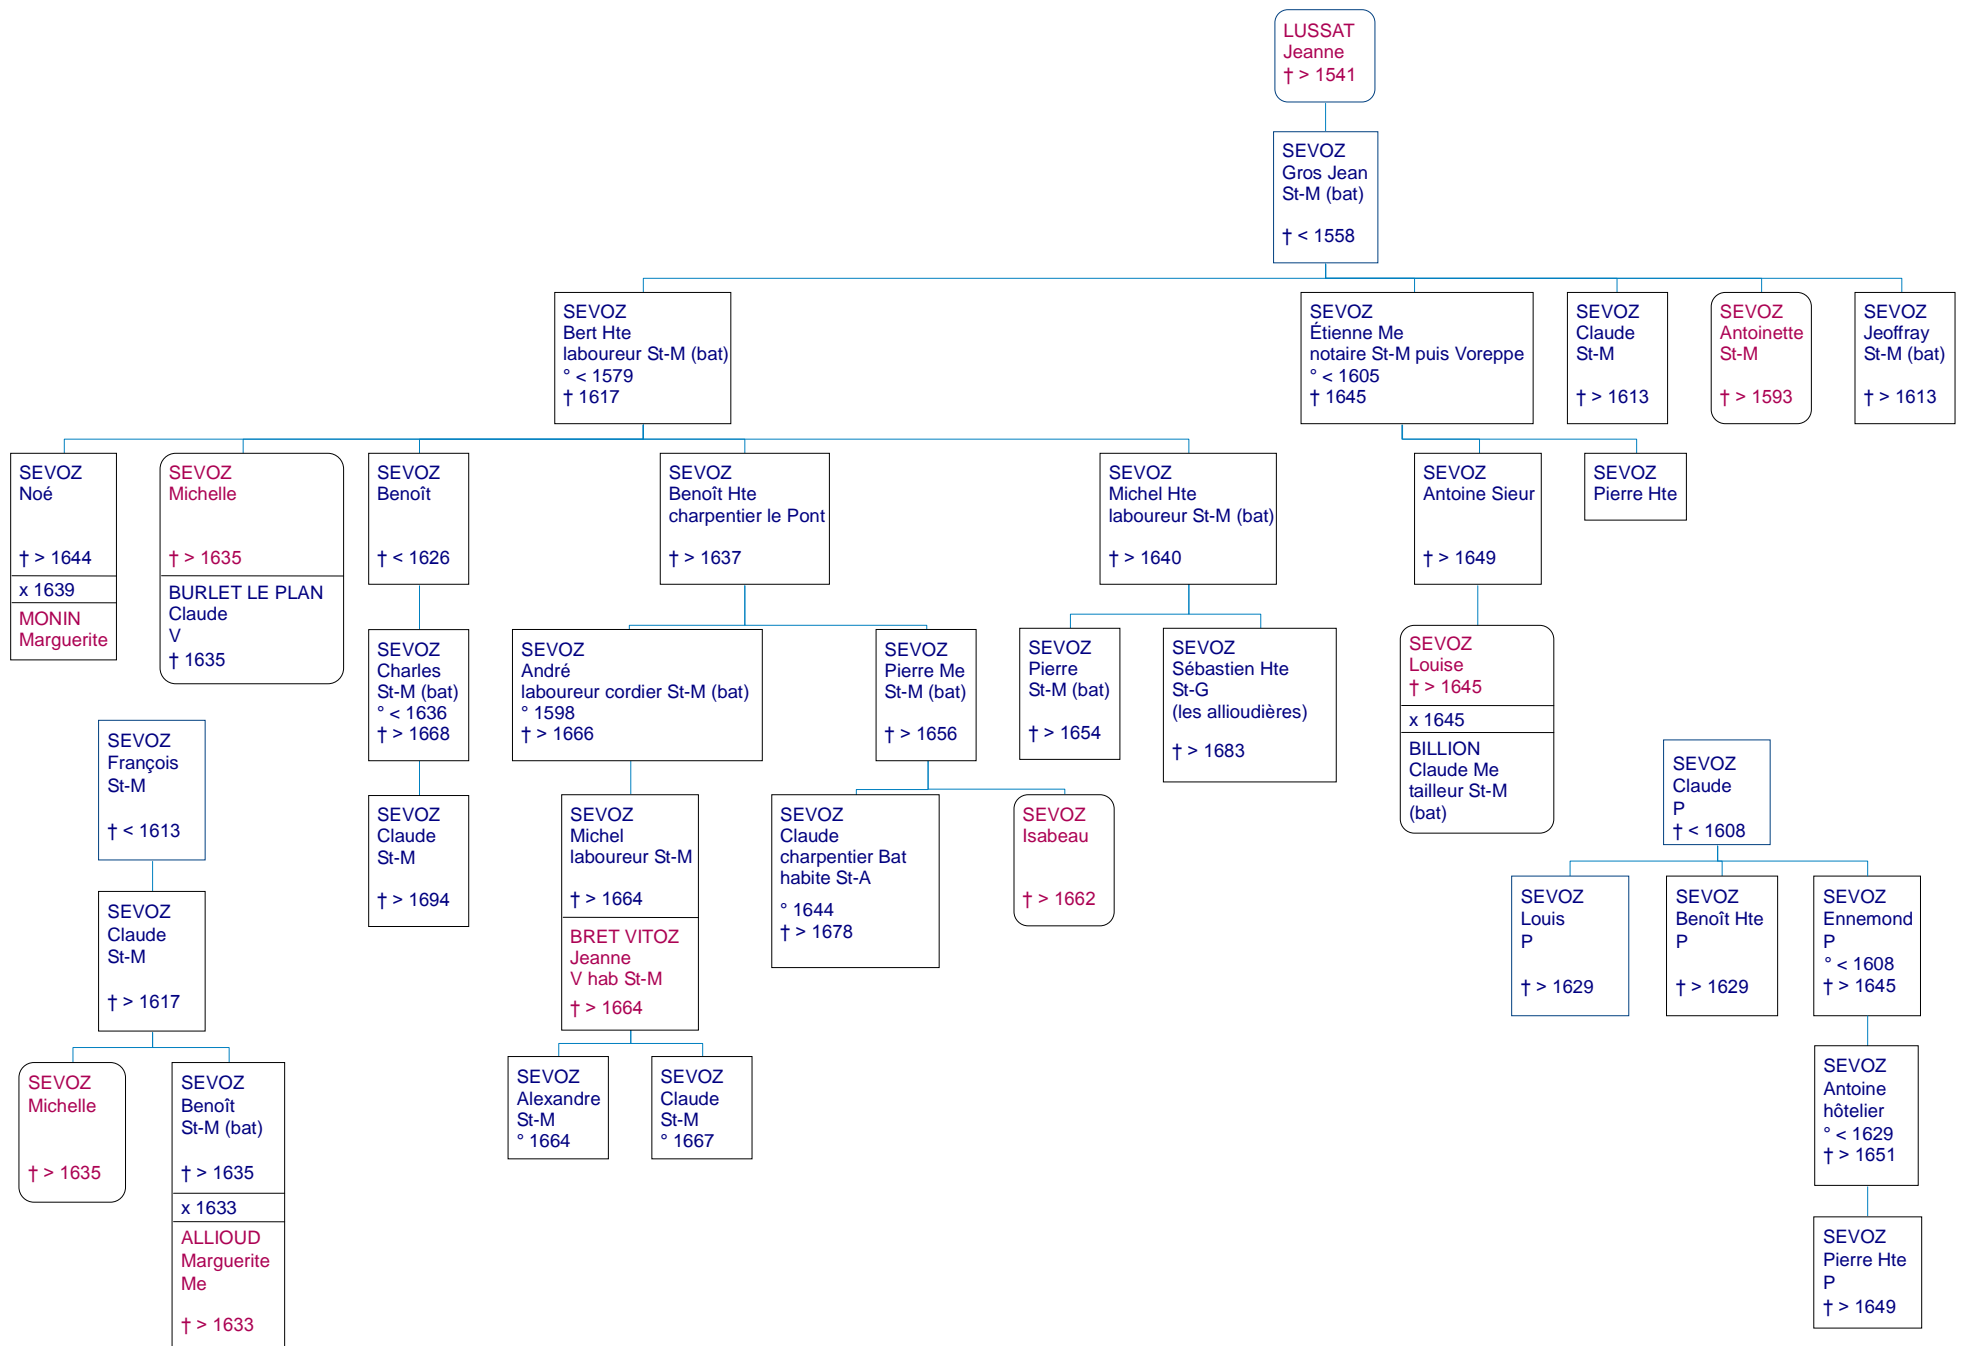 LUSSAT
Jeanne
† > 1541
SEVOZ
Gros Jean
St-M (bat)
† < 1558
SEVOZ
Bert Hte
laboureur St-M (bat)
° < 1579
† 1617
SEVOZ
Étienne Me
notaire St-M puis Voreppe
° < 1605
† 1645
SEVOZ
Claude
St-M
† > 1613
SEVOZ
Antoinette
St-M
† > 1593
SEVOZ
Jeoffray
St-M (bat)
† > 1613
SEVOZ
Noé
† > 1644
x 1639
MONIN
Marguerite
SEVOZ
Michelle
† > 1635
BURLET LE PLAN
Claude
V
† 1635
SEVOZ
Benoît
† < 1626
SEVOZ
Benoît Hte
charpentier le Pont
† > 1637
SEVOZ
Michel Hte
laboureur St-M (bat)
† > 1640
SEVOZ
Antoine Sieur
† > 1649
SEVOZ
Pierre Hte
SEVOZ
Charles
St-M (bat)
° < 1636
† > 1668
SEVOZ
André
laboureur cordier St-M (bat)
° 1598
† > 1666
SEVOZ
Pierre Me
St-M (bat)
† > 1656
SEVOZ
Pierre
St-M (bat)
† > 1654
SEVOZ
Sébastien Hte
St-G
(les allioudières)
† > 1683
SEVOZ
Louise
† > 1645
x 1645
BILLION
Claude Me
tailleur St-M
(bat)
SEVOZ
François
St-M
† < 1613
SEVOZ
Claude
P
† < 1608
SEVOZ
Claude
St-M
† > 1694
SEVOZ
Michel
laboureur St-M
† > 1664
BRET VITOZ
Jeanne
V hab St-M
† > 1664
SEVOZ
Claude
charpentier Bat
habite St-A
° 1644
† > 1678
SEVOZ
Isabeau
† > 1662
SEVOZ
Claude
St-M
† > 1617
SEVOZ
Louis
P
† > 1629
SEVOZ
Benoît Hte
P
† > 1629
SEVOZ
Ennemond
P
° < 1608
† > 1645
SEVOZ
Michelle
† > 1635
SEVOZ
Benoît
St-M (bat)
† > 1635
x 1633
ALLIOUD
Marguerite
Me
† > 1633
SEVOZ
Alexandre
St-M
° 1664
SEVOZ
Claude
St-M
° 1667
SEVOZ
Antoine
hôtelier
° < 1629
† > 1651
SEVOZ
Pierre Hte
P
† > 1649